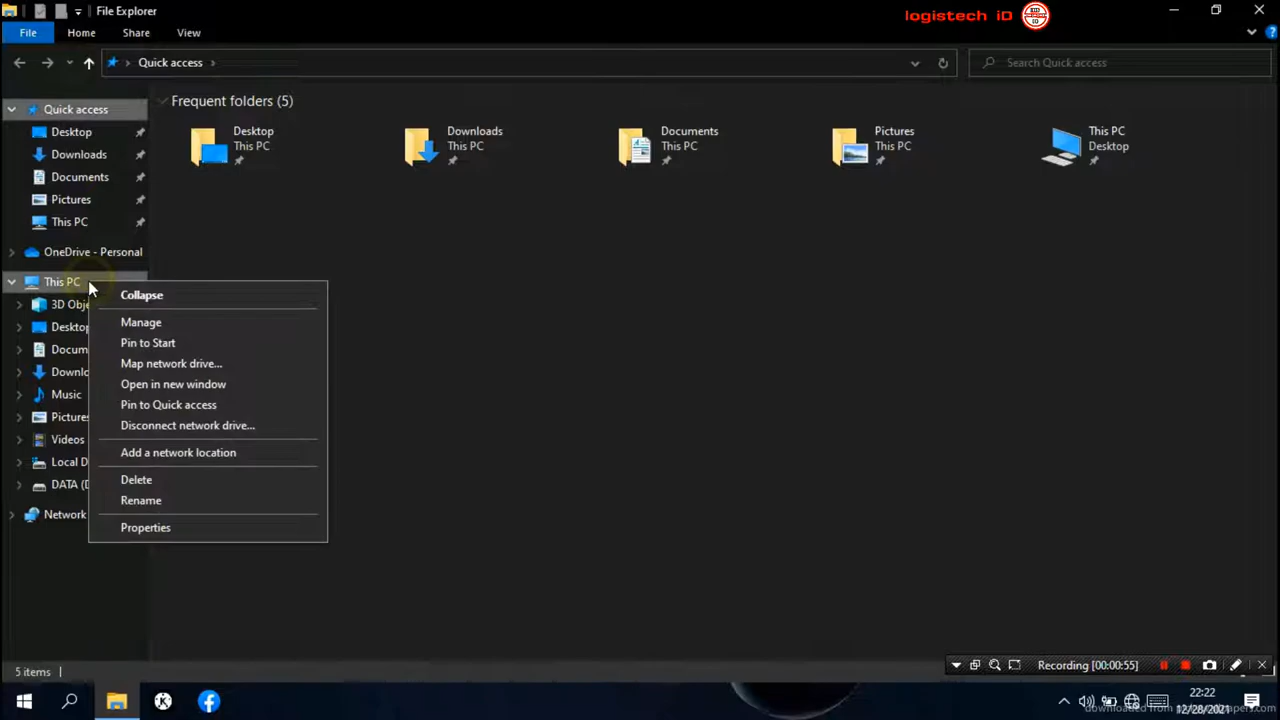 File Explorer
logistech iD
File Home Share View
Quick access
Search Quick access
Quick access
Desktop
Downloads
Documents
Pictures
This PC
OneDrive - Personal
This PC
3D Obje
Desktop
Docum
Downlo
Music
Pictures
Videos
Local D
DATA (D
Network
Frequent folders (5)
Desktop
This PC
Downloads
This PC
Documents
This PC
Pictures
This PC
This PC
Desktop
Collapse
Manage
Pin to Start
Map network drive...
Open in new window
Pin to Quick access
Disconnect network drive...
Add a network location
Delete
Rename
Properties
5 items
Recording [00:00:55]
22:22
12/28/2021